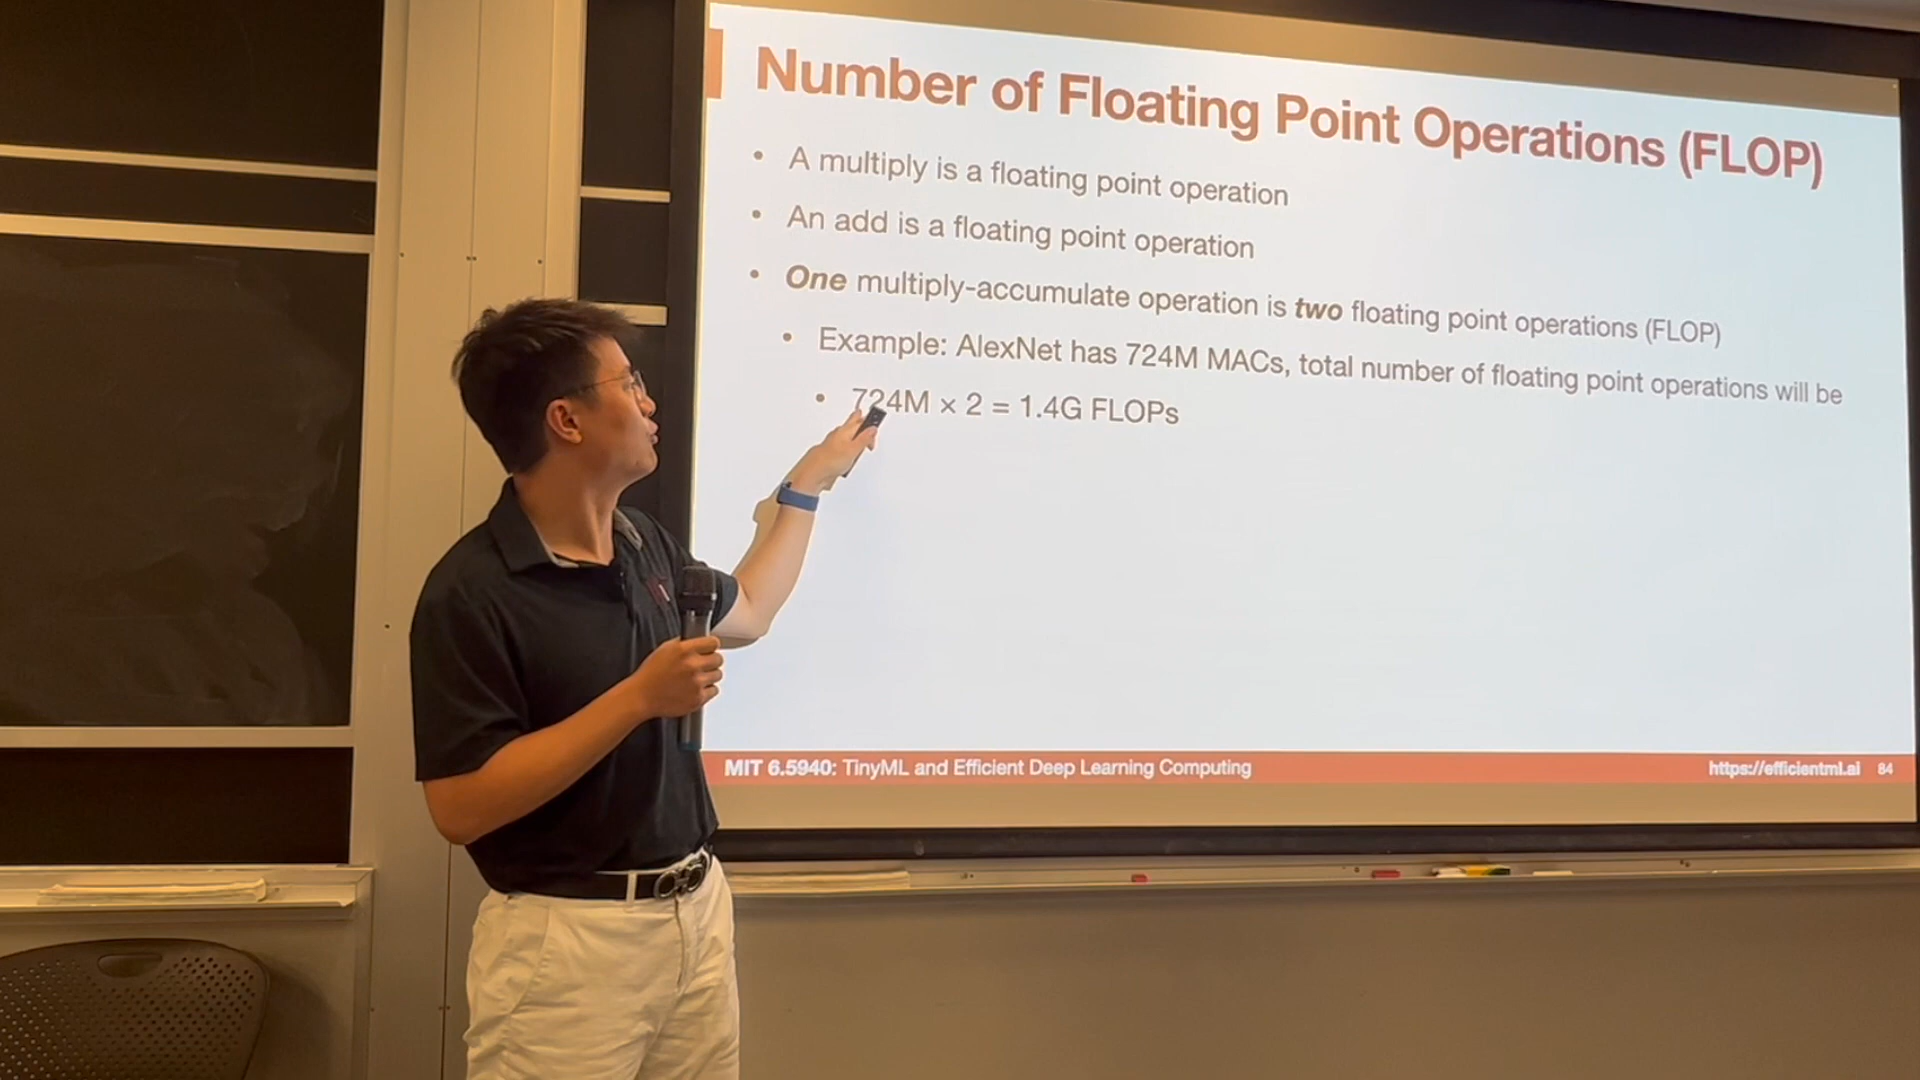 Number of Floating Point Operations (FLOP)
• A multiply is a floating point operation
• An add is a floating point operation
• One multiply-accumulate operation is two floating point operations (FLOP)
• Example: AlexNet has 724M MACs, total number of floating point operations will be
• 724M × 2 = 1.4G FLOPs
MIT 6.5940: TinyML and Efficient Deep Learning Computing
https://efficientml.ai 84